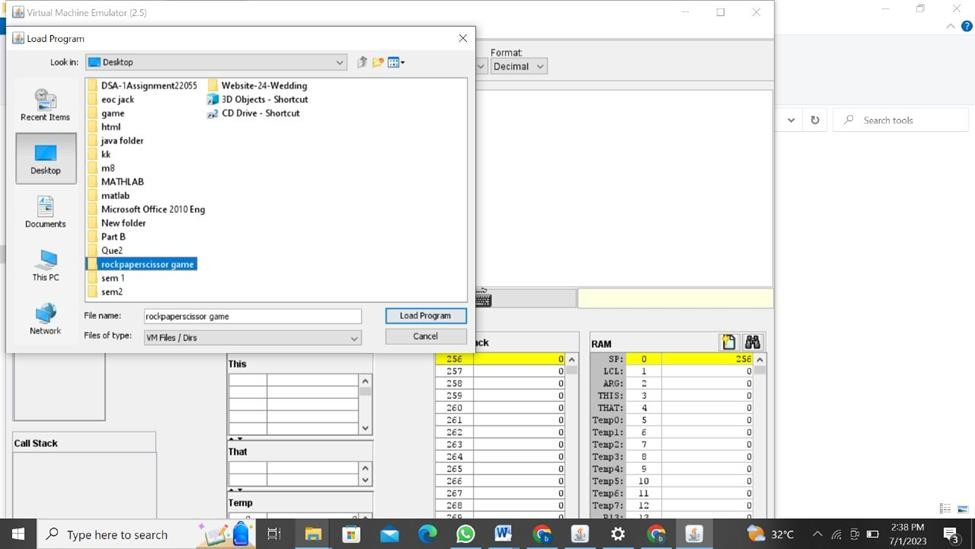 Virtual Machine Emulator (2.5)
Load Program
Look in:
Desktop
Recent Items
Desktop
Documents
This PC
Network
DSA-1Assignment22055
eoc jack
game
html
java folder
kk
m8
MATHLAB
matlab
Microsoft Office 2010 Eng
New folder
Part B
Que2
rockpaperscissor game
sem 1
sem2
Website-24-Wedding
3D Objects - Shortcut
CD Drive - Shortcut
File name:
rockpaperscissor game
Load Program
Files of type:
VM Files / Dirs
Cancel
Format:
Decimal
Search tools
This
That
Temp
Call Stack
256 0
257 0
258 0
259 0
260 0
261 0
262 0
263 0
264 0
265 0
266 0
267 0
268 0
RAM
SP: 0 256
LCL: 1 0
ARG: 2 0
THIS: 3 0
THAT: 4 0
Temp0: 5 0
Temp1: 6 0
Temp2: 7 0
Temp3: 8 0
Temp4: 9 0
Temp5: 10 0
Temp6: 11 0
Temp7: 12 0
Type here to search
32°C
2:38 PM
7/1/2023
3